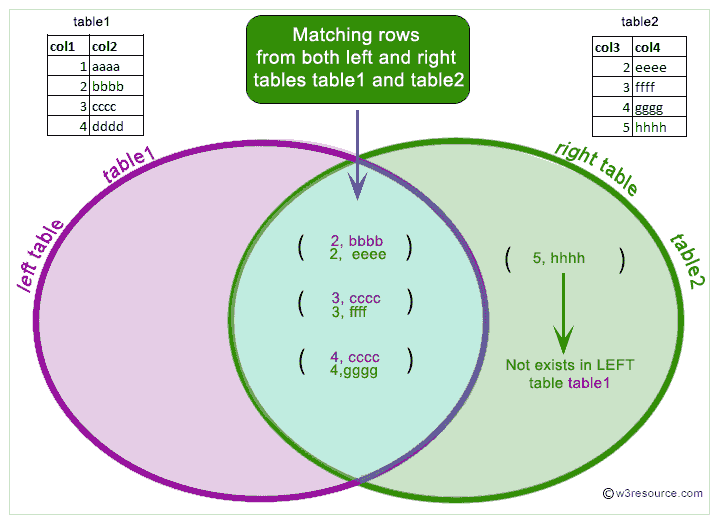 table1
col1 col2
1 aaaa
2 bbbb
3 cccc
4 dddd
Matching rows
from both left and right
tables table1 and table2
table2
col3 col4
2 eeee
3 ffff
4 gggg
5 hhhh
left table
table1
right table
table2
( 2, bbbb
2, eeee )
( 3, cccc
3, ffff )
( 4, cccc
4,gggg )
( 5, hhhh )
Not exists in LEFT
table table1
© w3resource.com